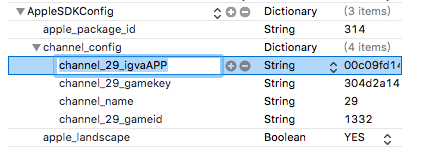 AppleSDKConfig Dictionary (3 items)
apple_package_id String 314
channel_config Dictionary (4 items)
channel_29_igvaAPP String 00c09fd14
channel_29_gamekey String 304d2a14
channel_name String 29
channel_29_gameid String 1332
apple_landscape Boolean YES